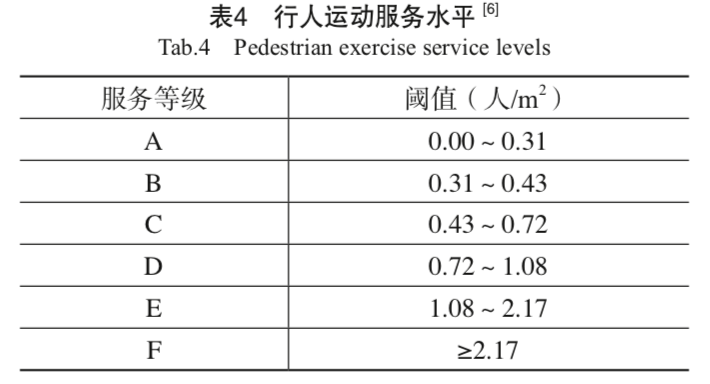 表4 行人运动服务水平 [6]
Tab.4 Pedestrian exercise service levels
服务等级 阈值（人/m²）
A 0.00 ~ 0.31
B 0.31 ~ 0.43
C 0.43 ~ 0.72
D 0.72 ~ 1.08
E 1.08 ~ 2.17
F ≥2.17